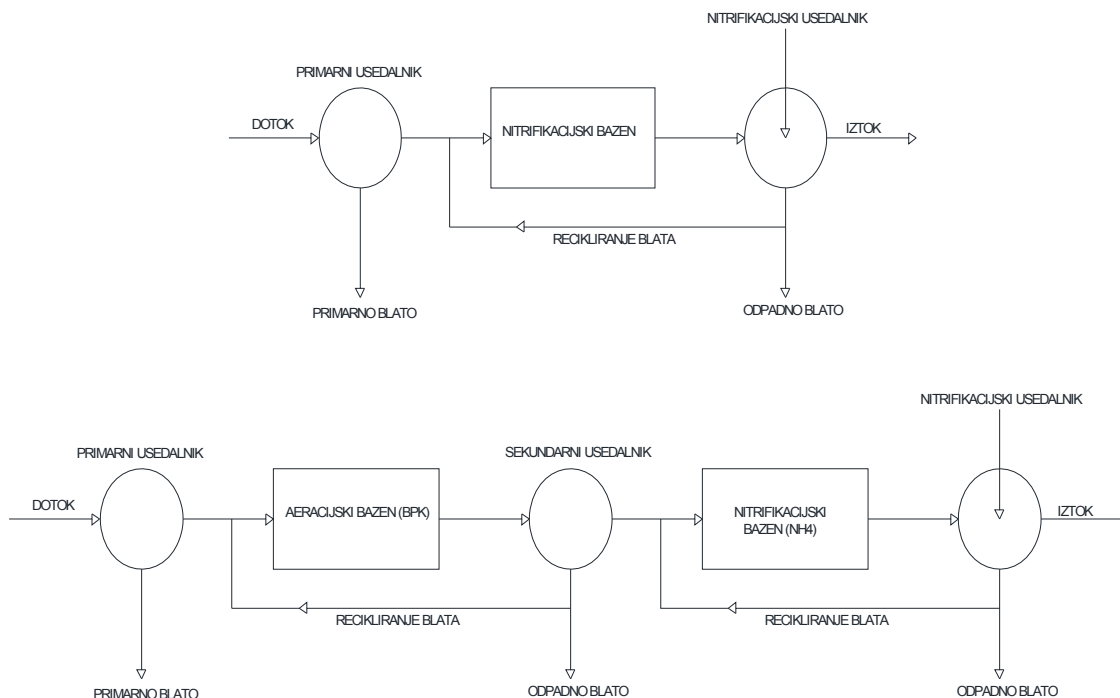 NITRIFIKACIJSKI USEDALNIK
PRIMARNI USEDALNIK
DOTOK
NITRIFIKACIJSKI BAZEN
IZTOK
RECIKLIRANJE BLATA
PRIMARNO BLATO
ODPADNO BLATO
NITRIFIKACIJSKI USEDALNIK
PRIMARNI USEDALNIK
SEKUNDARNI USEDALNIK
DOTOK
AERACIJSKI BAZEN (BPK)
NITRIFIKACIJSKI
BAZEN (NH4)
IZTOK
RECIKLIRANJE BLATA
RECIKLIRANJE BLATA
PRIMARNO BLATO
ODPADNO BLATO
ODPADNO BLATO